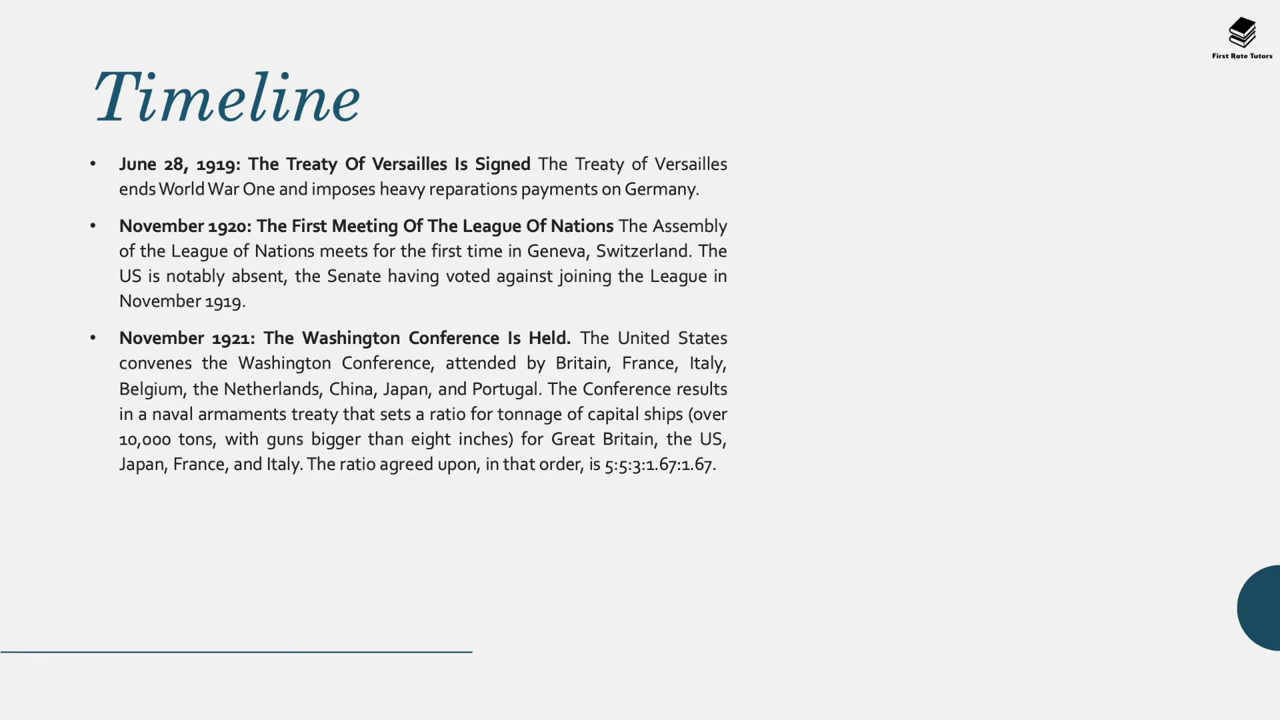 First Rate Tutors
Timeline
• June 28, 1919: The Treaty Of Versailles Is Signed The Treaty of Versailles
ends World War One and imposes heavy reparations payments on Germany.
• November 1920: The First Meeting Of The League Of Nations The Assembly
of the League of Nations meets for the first time in Geneva, Switzerland. The
US is notably absent, the Senate having voted against joining the League in
November 1919.
• November 1921: The Washington Conference Is Held. The United States
convenes the Washington Conference, attended by Britain, France, Italy,
Belgium, the Netherlands, China, Japan, and Portugal. The Conference results
in a naval armaments treaty that sets a ratio for tonnage of capital ships (over
10,000 tons, with guns bigger than eight inches) for Great Britain, the US,
Japan, France, and Italy. The ratio agreed upon, in that order, is 5:5:3:1.67:1.67.